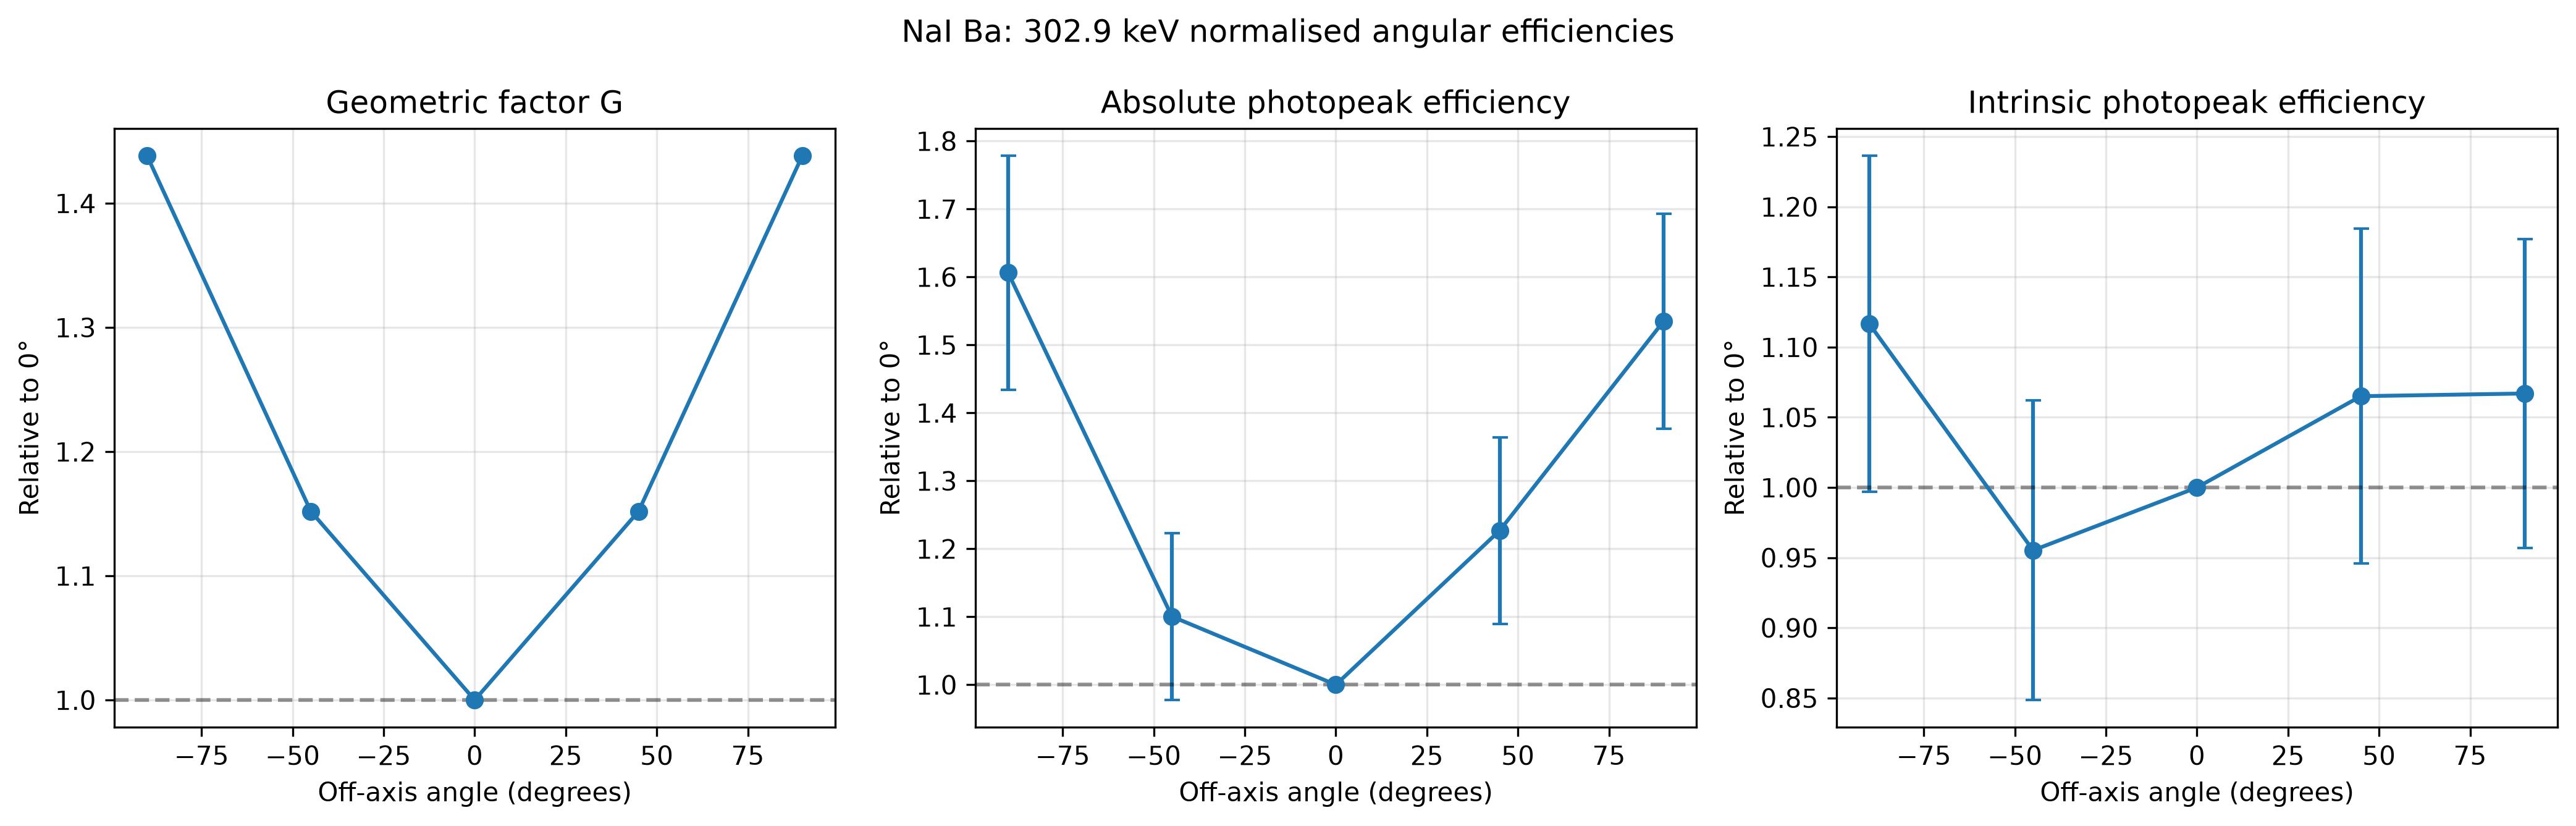 NaI Ba: 302.9 keV normalised angular efficiencies
Geometric factor G
Relative to 0°
1.4
1.3
1.2
1.1
1.0
−75 −50 −25 0 25 50 75
Off-axis angle (degrees)
Absolute photopeak efficiency
Relative to 0°
1.8
1.7
1.6
1.5
1.4
1.3
1.2
1.1
1.0
−75 −50 −25 0 25 50 75
Off-axis angle (degrees)
Intrinsic photopeak efficiency
Relative to 0°
1.25
1.20
1.15
1.10
1.05
1.00
0.95
0.90
0.85
−75 −50 −25 0 25 50 75
Off-axis angle (degrees)